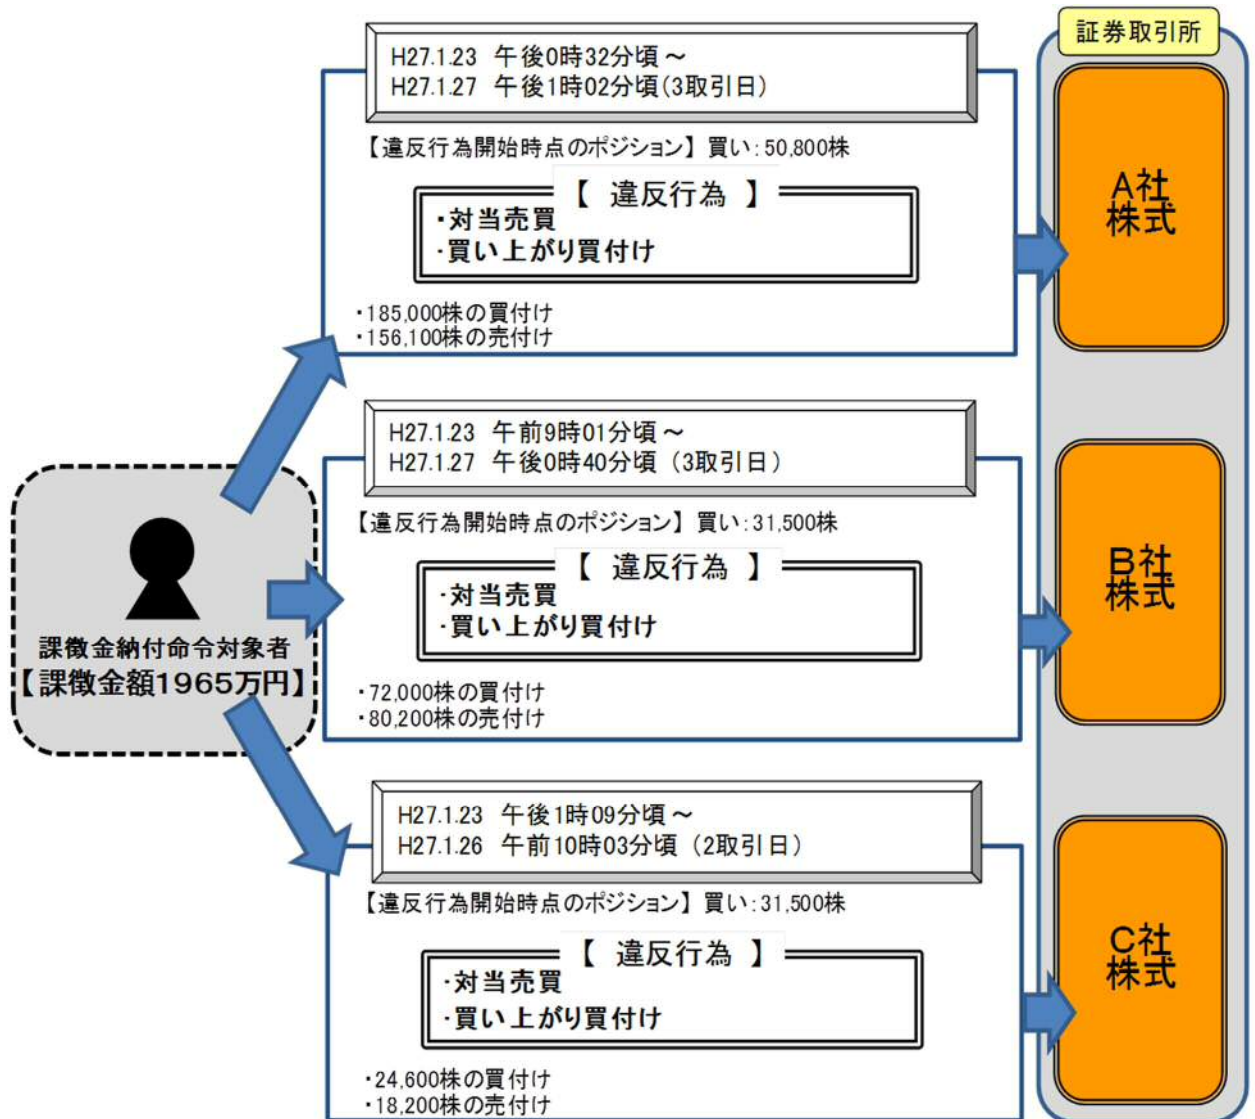 証券取引所
H27.1.23 午後0時32分頃～
H27.1.27 午後1時02分頃(3取引日)
【違反行為開始時点のポジション】買い:50,800株
【 違反行為 】
・対当売買
・買い上がり買付け
・185,000株の買付け
・156,100株の売付け
A社
株式
H27.1.23 午前9時01分頃～
H27.1.27 午後0時40分頃 (3取引日)
【違反行為開始時点のポジション】買い:31,500株
【 違反行為 】
・対当売買
・買い上がり買付け
・72,000株の買付け
・80,200株の売付け
B社
株式
課徴金納付命令対象者
【課徴金額1965万円】
H27.1.23 午後1時09分頃～
H27.1.26 午前10時03分頃 (2取引日)
【違反行為開始時点のポジション】買い:31,500株
【 違反行為 】
・対当売買
・買い上がり買付け
・24,600株の買付け
・18,200株の売付け
C社
株式